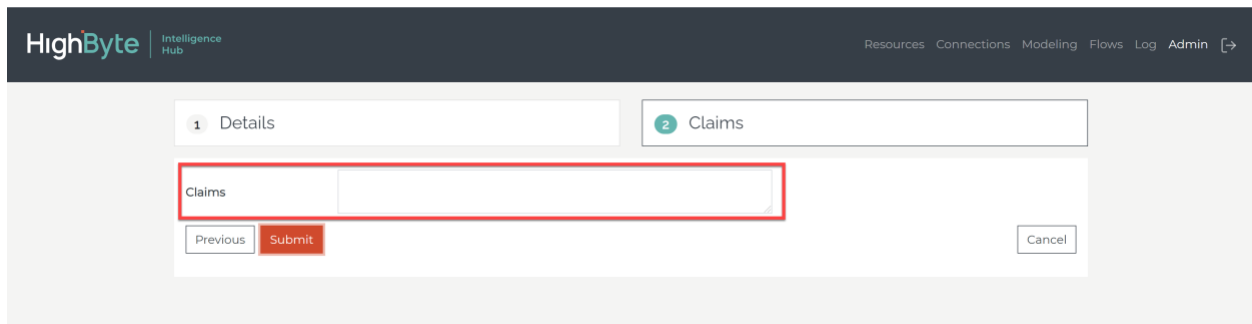 HighByte
Intelligence
Hub
Resources Connections Modeling Flows Log Admin
1 Details
2 Claims
Claims
Previous Submit Cancel